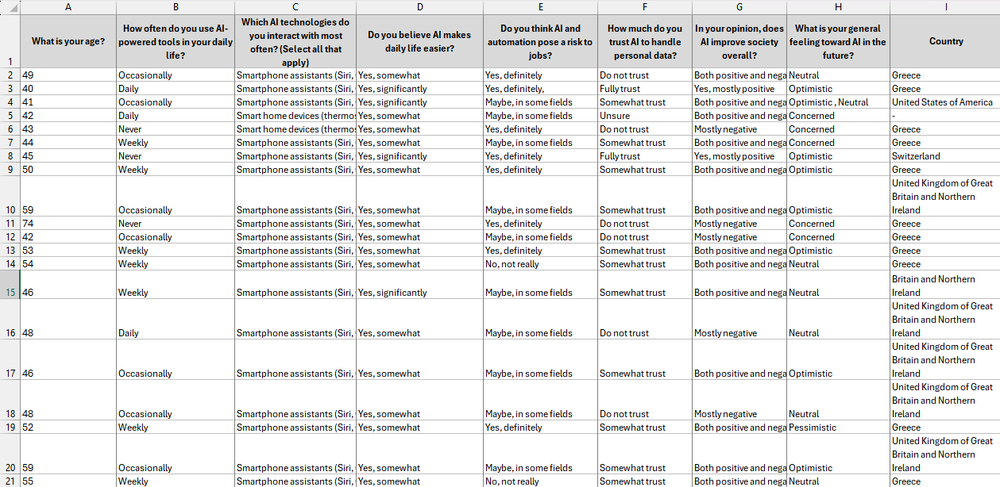 A B C D E F G H I
1 What is your age? How often do you use AI-powered tools in your daily life? Which AI technologies do you interact with most often? (Select all that apply) Do you believe AI makes daily life easier? Do you think AI and automation pose a risk to jobs? How much do you trust AI to handle personal data? In your opinion, does AI improve society overall? What is your general feeling toward AI in the future? Country
2 49 Occasionally Smartphone assistants (Siri, Yes, somewhat Yes, definitely Do not trust Both positive and nega Neutral Greece
3 40 Daily Smartphone assistants (Siri, Yes, significantly Yes, definitely, Fully trust Yes, mostly positive Optimistic Greece
4 41 Occasionally Smartphone assistants (Siri, Yes, significantly Maybe, in some fields Somewhat trust Both positive and nega Optimistic , Neutral United States of America
5 42 Daily Smart home devices (thermos Yes, somewhat Maybe, in some fields Unsure Both positive and nega Concerned -
6 43 Never Smart home devices (thermos Yes, somewhat Yes, definitely Do not trust Mostly negative Concerned Greece
7 44 Weekly Smartphone assistants (Siri, Yes, somewhat Maybe, in some fields Somewhat trust Both positive and nega Concerned Greece
8 45 Never Smartphone assistants (Siri, Yes, significantly Yes, definitely Fully trust Yes, mostly positive Optimistic Switzerland
9 50 Weekly Smartphone assistants (Siri, Yes, somewhat Yes, definitely Somewhat trust Both positive and nega Optimistic Greece
10 59 Occasionally Smartphone assistants (Siri, Yes, somewhat Maybe, in some fields Somewhat trust Both positive and nega Optimistic United Kingdom of Great Britain and Northern Ireland
11 74 Never Smartphone assistants (Siri, Yes, somewhat Yes, definitely Do not trust Mostly negative Concerned Greece
12 42 Occasionally Smartphone assistants (Siri, Yes, somewhat Maybe, in some fields Do not trust Mostly negative Concerned Greece
13 53 Weekly Smartphone assistants (Siri, Yes, somewhat Yes, definitely Somewhat trust Both positive and nega Optimistic Greece
14 54 Weekly Smartphone assistants (Siri, Yes, somewhat No, not really Somewhat trust Both positive and nega Neutral Greece
15 46 Weekly Smartphone assistants (Siri, Yes, significantly Maybe, in some fields Somewhat trust Both positive and nega Neutral Britain and Northern Ireland
16 48 Daily Smartphone assistants (Siri, Yes, somewhat Maybe, in some fields Do not trust Mostly negative Neutral United Kingdom of Great Britain and Northern Ireland
17 46 Occasionally Smartphone assistants (Siri, Yes, somewhat Maybe, in some fields Somewhat trust Both positive and nega Optimistic United Kingdom of Great Britain and Northern Ireland
18 48 Occasionally Smartphone assistants (Siri, Yes, somewhat Maybe, in some fields Do not trust Mostly negative Neutral United Kingdom of Great Britain and Northern Ireland
19 52 Weekly Smartphone assistants (Siri, Yes, somewhat Yes, definitely Somewhat trust Both positive and nega Pessimistic Greece
20 59 Occasionally Smartphone assistants (Siri, Yes, somewhat Maybe, in some fields Somewhat trust Both positive and nega Optimistic United Kingdom of Great Britain and Northern Ireland
21 55 Weekly Smartphone assistants (Siri, Yes, somewhat No, not really Somewhat trust Both positive and nega Neutral Greece